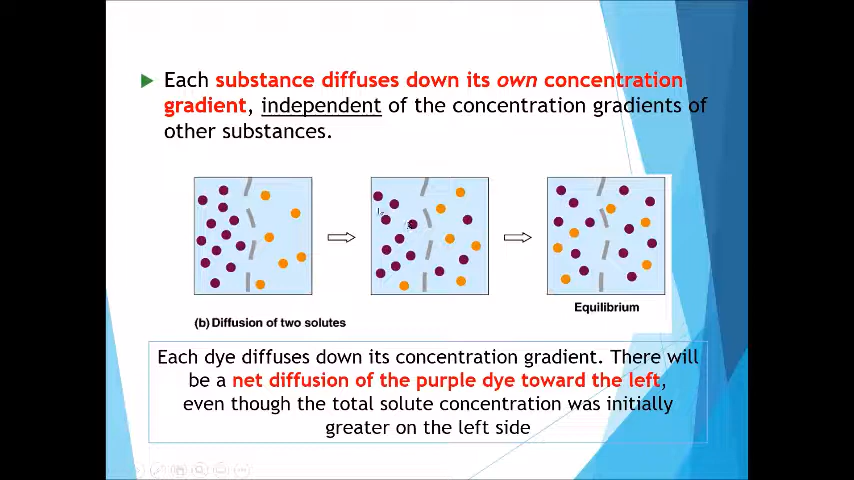 Each substance diffuses down its own concentration
gradient, independent of the concentration gradients of
other substances.
Equilibrium
(b) Diffusion of two solutes
Each dye diffuses down its concentration gradient. There will
be a net diffusion of the purple dye toward the left,
even though the total solute concentration was initially
greater on the left side